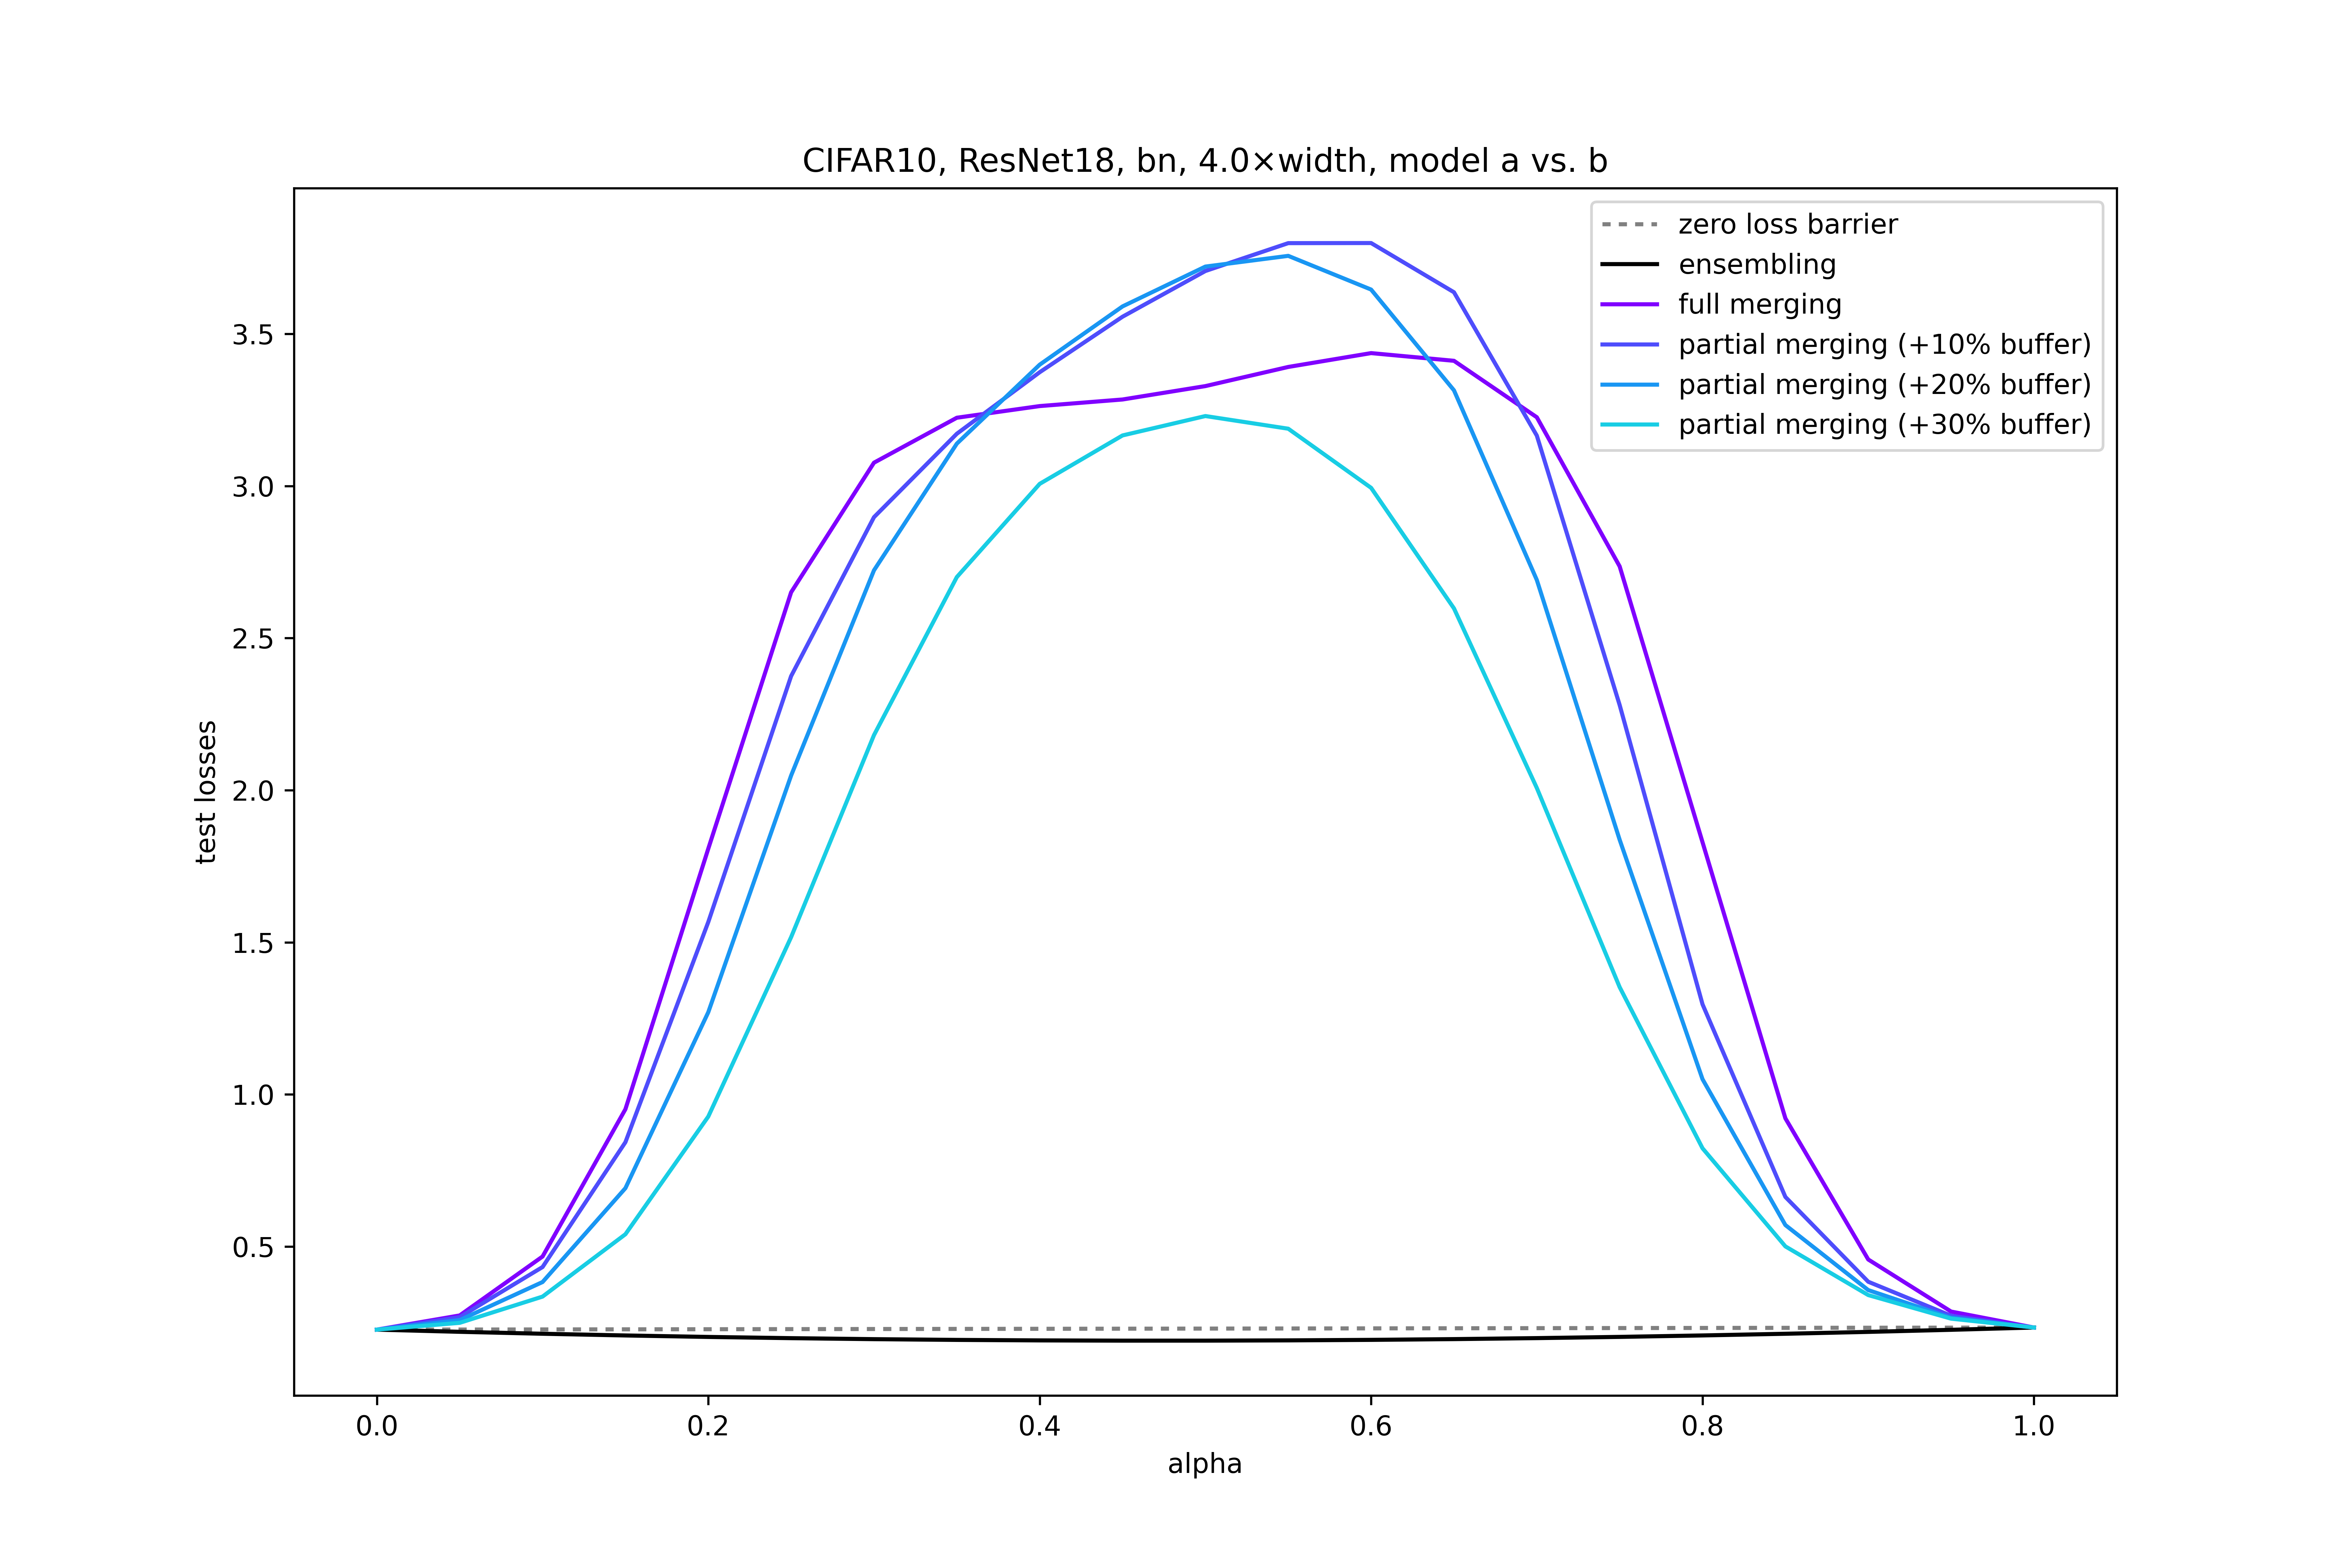 CIFAR10, ResNet18, bn, 4.0×width, model a vs. b
zero loss barrier
ensembling
full merging
partial merging (+10% buffer)
partial merging (+20% buffer)
partial merging (+30% buffer)
test losses
3.5
3.0
2.5
2.0
1.5
1.0
0.5
0.0 0.2 0.4 0.6 0.8 1.0
alpha